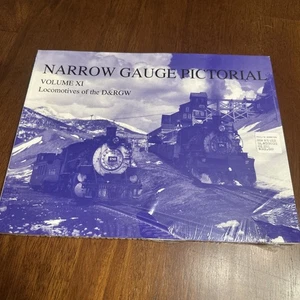 NARROW GAUGE PICTORIAL
VOLUME XI
Locomotives of the D&RGW